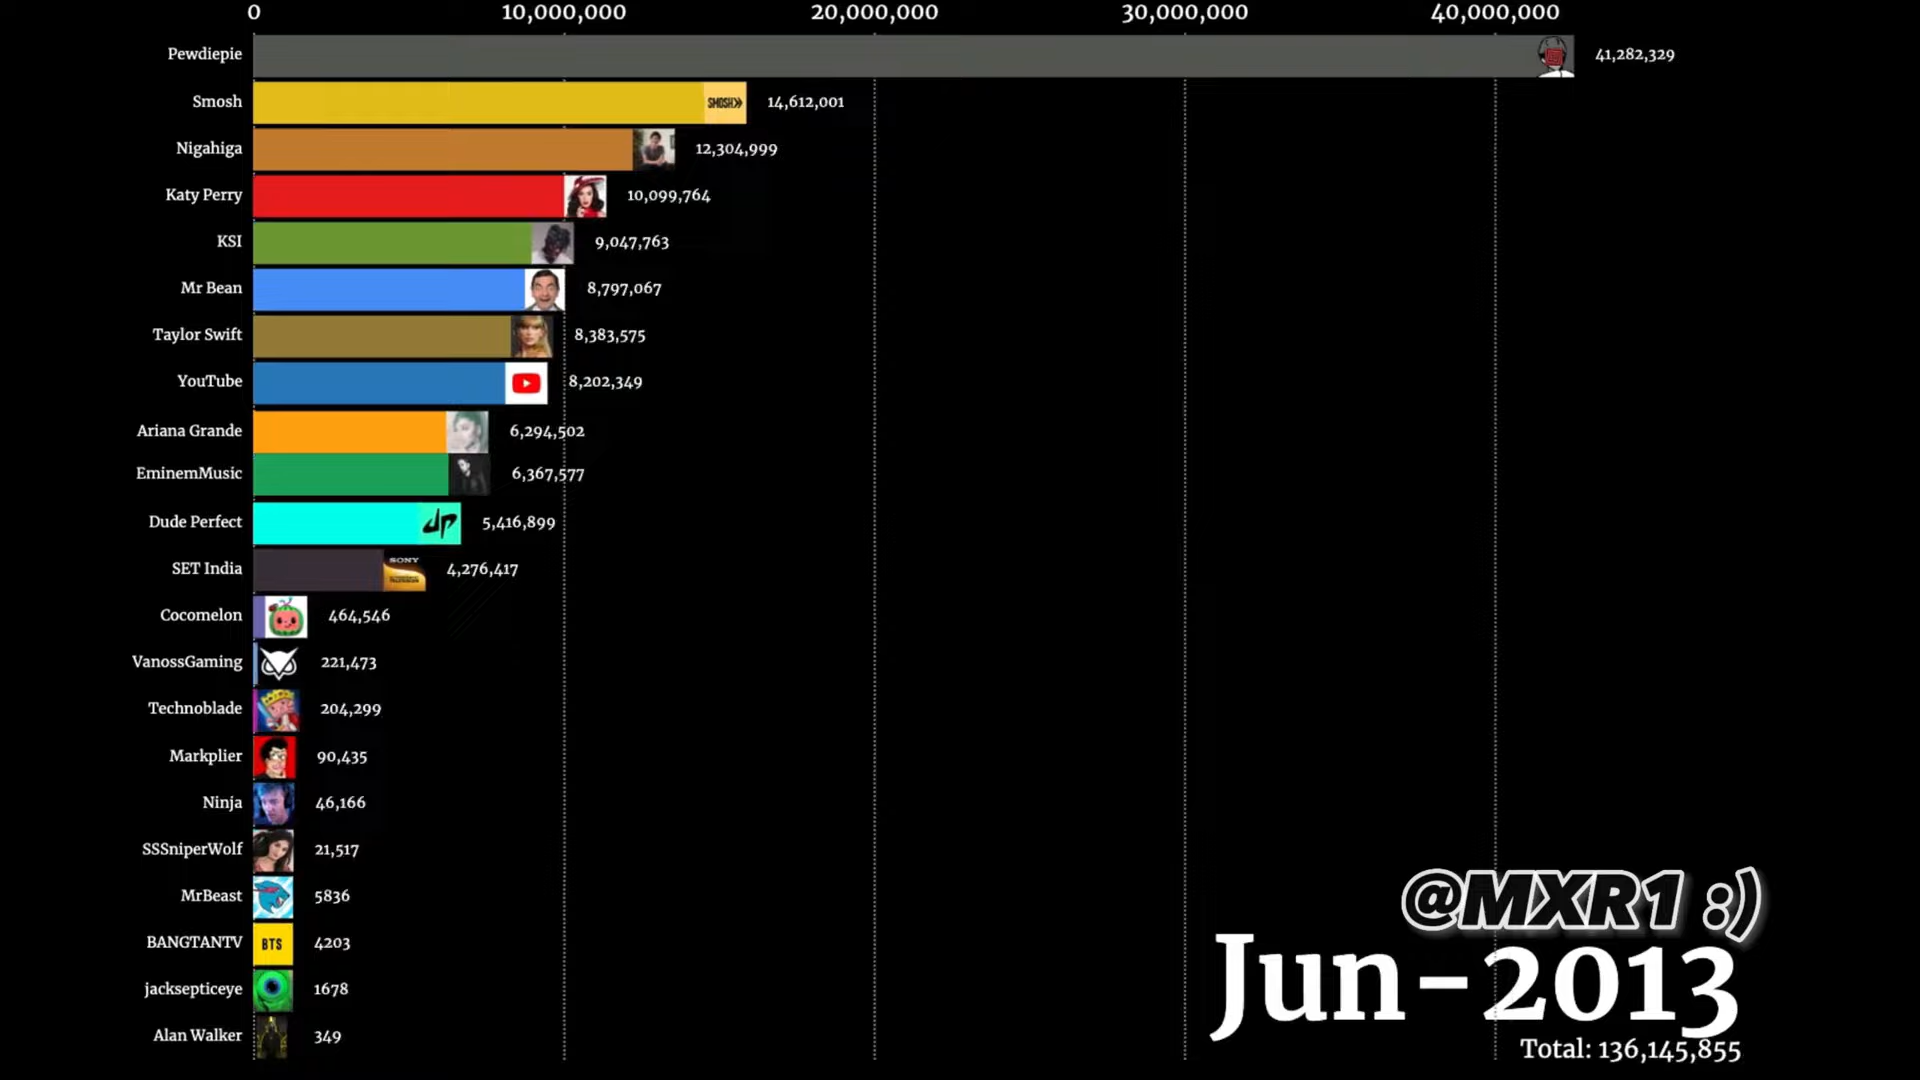 0 10,000,000 20,000,000 30,000,000 40,000,000
Pewdiepie 41,282,329
Smosh SMOSH 14,612,001
Nigahiga 12,304,999
Katy Perry 10,099,764
KSI 9,047,763
Mr Bean 8,797,067
Taylor Swift 8,383,575
YouTube 8,202,349
Ariana Grande 6,294,502
EminemMusic 6,367,577
Dude Perfect dp 5,416,899
SET India SONY 4,276,417
Cocomelon 464,546
VanossGaming 221,473
Technoblade 204,299
Markplier 90,435
Ninja 46,166
SSSniperWolf 21,517
MrBeast 5836
BANGTANTV BTS 4203
jacksepticeye 1678
Alan Walker 349
@MXR1 :)
Jun-2013
Total: 136,145,855